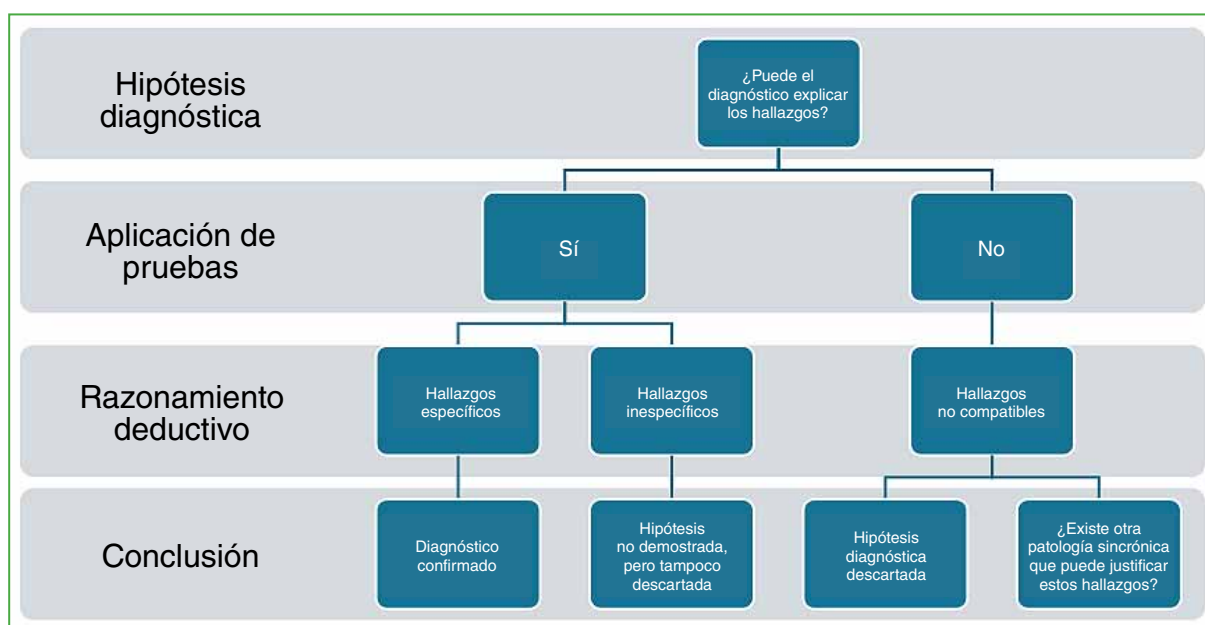 Hipótesis
diagnóstica
¿Puede el
diagnóstico explicar
los hallazgos?
Aplicación de
pruebas
Sí
No
Razonamiento
deductivo
Hallazgos
específicos
Hallazgos
inespecíficos
Hallazgos
no compatibles
Conclusión
Diagnóstico
confirmado
Hipótesis
no demostrada,
pero tampoco
descartada
Hipótesis
diagnóstica
descartada
¿Existe otra
patología sincrónica
que puede justificar
estos hallazgos?